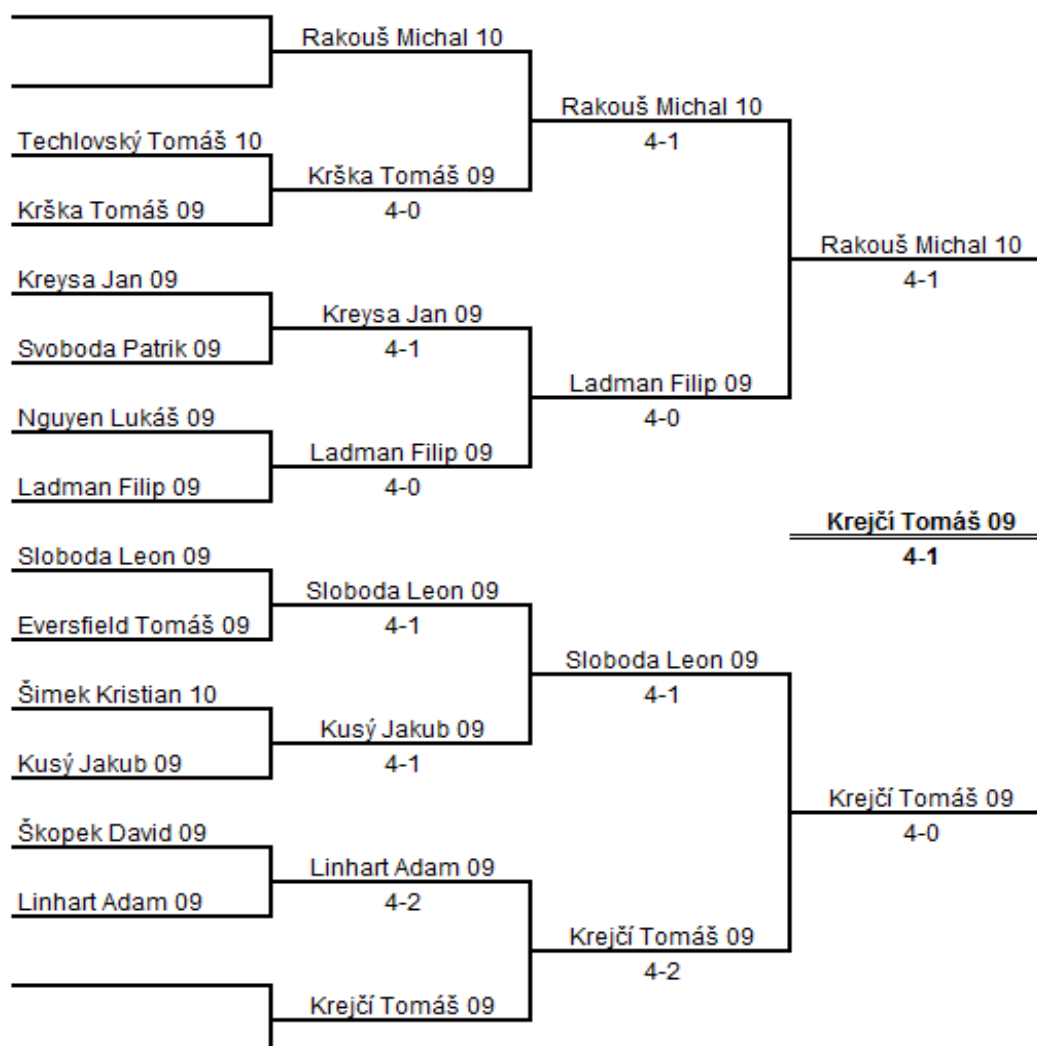 Rakouš Michal 10
Rakouš Michal 10
4-1
Techlovský Tomáš 10
Krška Tomáš 09
4-0
Krška Tomáš 09
Rakouš Michal 10
4-1
Kreysa Jan 09
Kreysa Jan 09
4-1
Svoboda Patrik 09
Ladman Filip 09
4-0
Nguyen Lukáš 09
Ladman Filip 09
4-0
Ladman Filip 09
Krejčí Tomáš 09
4-1
Sloboda Leon 09
Sloboda Leon 09
4-1
Eversfield Tomáš 09
Sloboda Leon 09
4-1
Šimek Kristian 10
Kusý Jakub 09
4-1
Kusý Jakub 09
Krejčí Tomáš 09
4-0
Škopek David 09
Linhart Adam 09
4-2
Linhart Adam 09
Krejčí Tomáš 09
4-2
Krejčí Tomáš 09